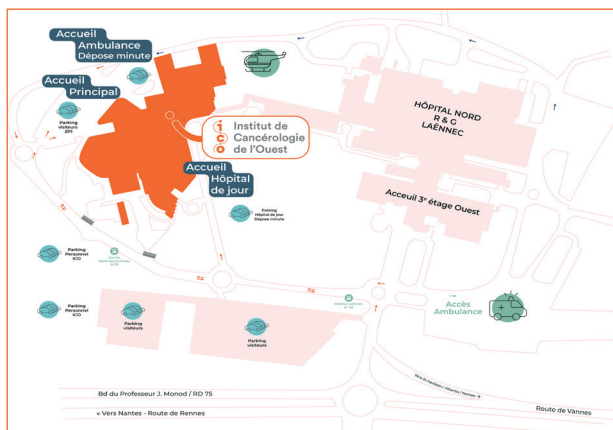 Accueil
Ambulance
Dépose minute
Accueil
Principal
Parking
visiteurs
ZPI
ico
Institut de
Cancérologie
de l'Ouest
HÔPITAL NORD
R & G
LAËNNEC
Accueil
Hôpital
de jour
Acceuil 3e étage Ouest
Parking
Hôpital de jour
Dépose minute
Parking
Personnel
ICO
Parking
Personnel
ICO
Parking
visiteurs
Parking
visiteurs
Accès
Ambulance
Bd du Professeur J. Monod / RD 75
← Vers Nantes - Route de Rennes
Route de Vannes